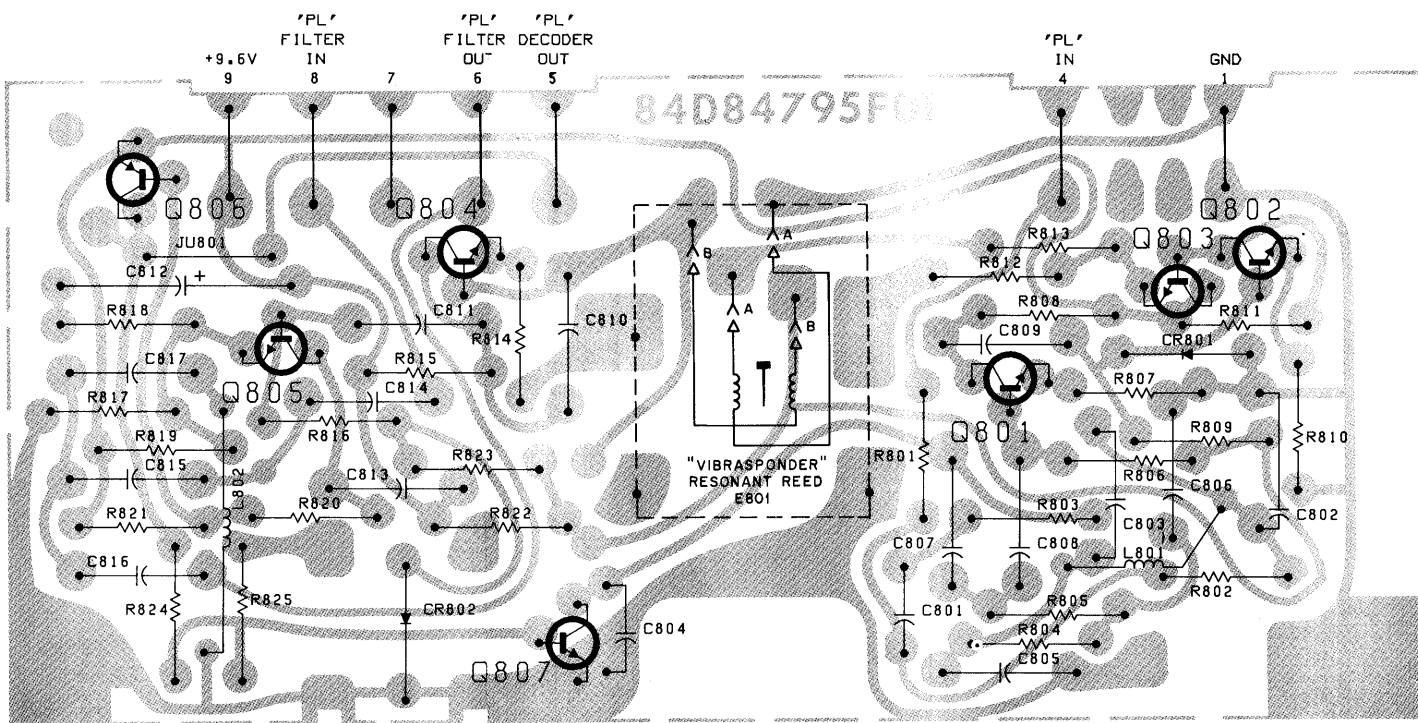 'PL'
FILTER
IN
8
'PL'
FILTER
OUT
6
'PL'
DECODER
OUT
5
+9.6V
9
7
'PL'
IN
4
GND
1
84D84795F01
Q806
Q804
Q802
JU801
R813
Q803
C812
+
B
A
R812
R818
C811
R814
C810
A
B
R808
C809
R811
CR801
C817
R815
C814
Q805
R807
R817
R816
Q801
R809
R810
R819
R823
"VIBRASPONDER"
RESONANT REED
E801
R801
R806
C815
L802
C813
C806
R820
R821
R822
R803
C803
C802
C816
C807
C808
L801
R824
R825
CR802
C804
C801
R805
R802
R804
C805
Q807